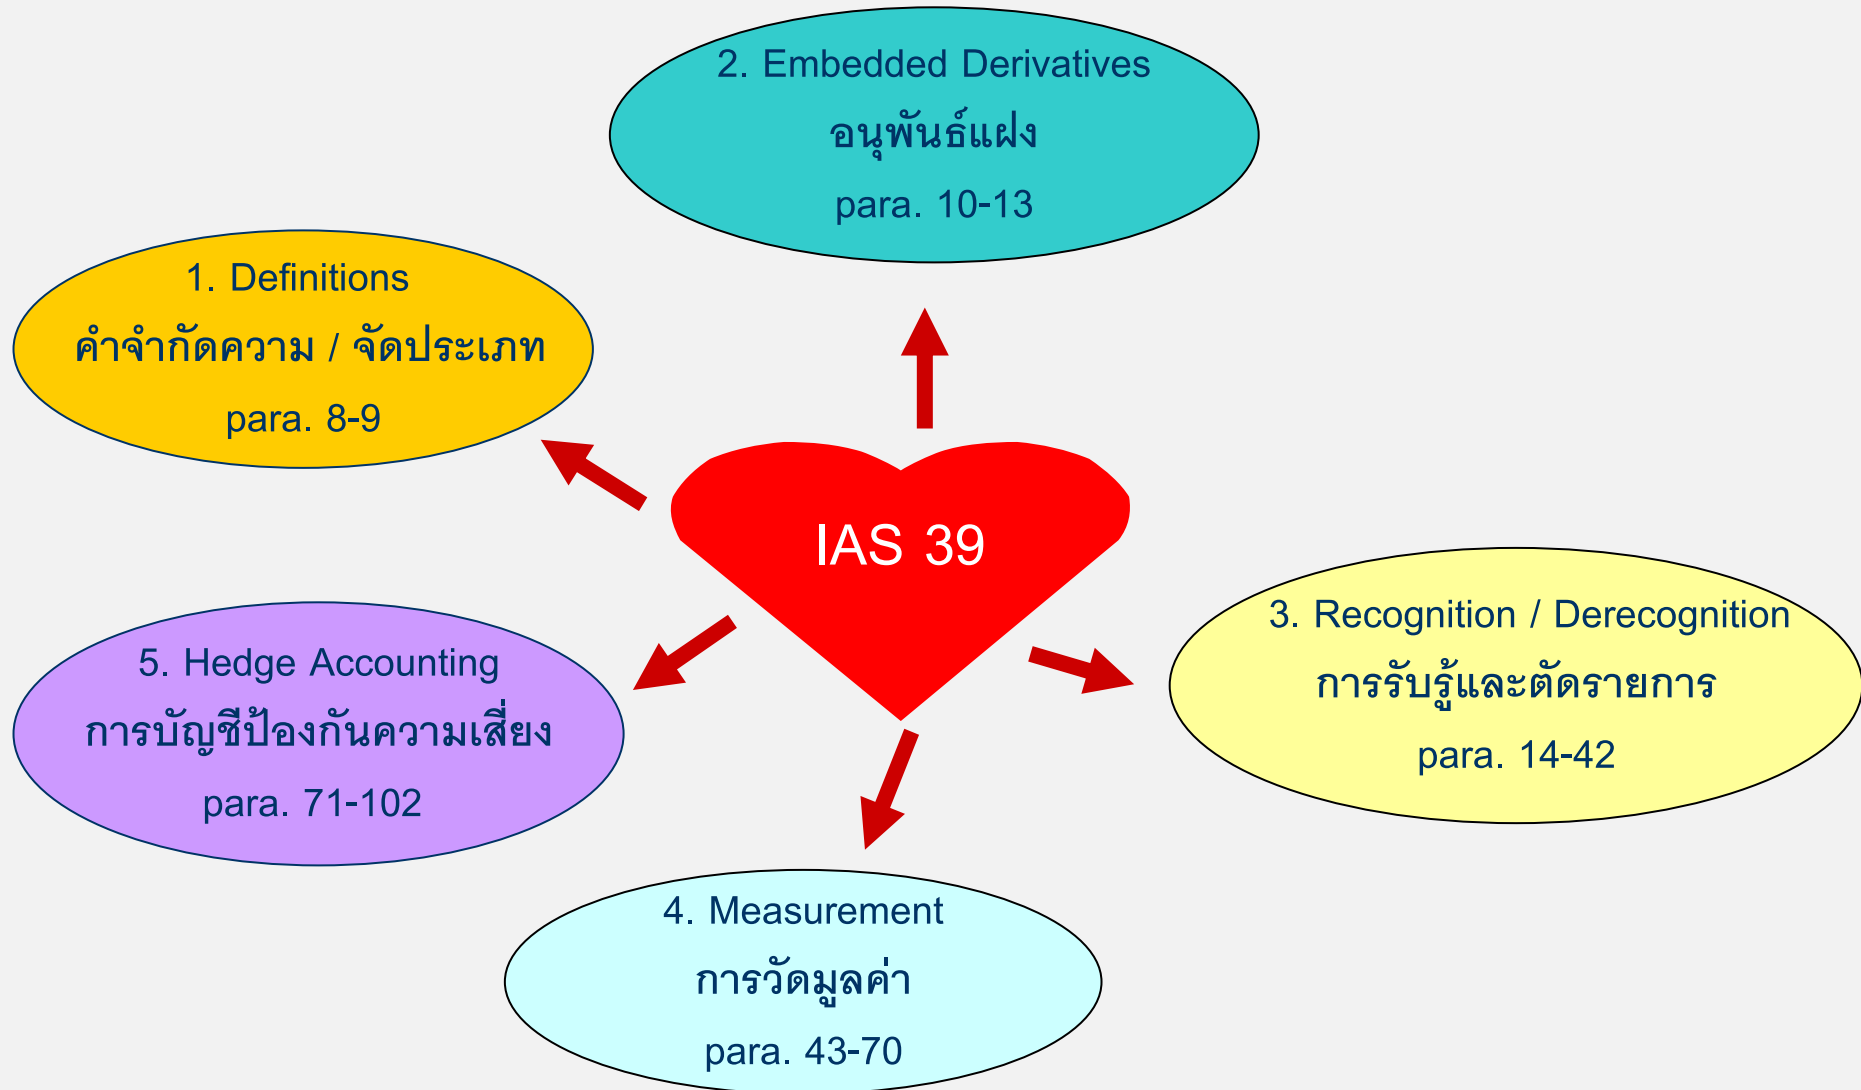 2. Embedded Derivatives
อนุพันธ์แฝง
para. 10-13
1. Definitions
คำจำกัดความ / จัดประเภท
para. 8-9
IAS 39
3. Recognition / Derecognition
การรับรู้และตัดรายการ
para. 14-42
5. Hedge Accounting
การบัญชีป้องกันความเสี่ยง
para. 71-102
4. Measurement
การวัดมูลค่า
para. 43-70